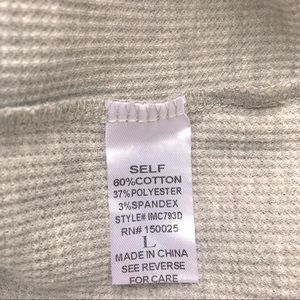 SELF
60%COTTON
37%POLYESTER
3%SPANDEX
STYLE# IMC793D
RN# 150025
L
MADE IN CHINA
SEE REVERSE
FOR CARE